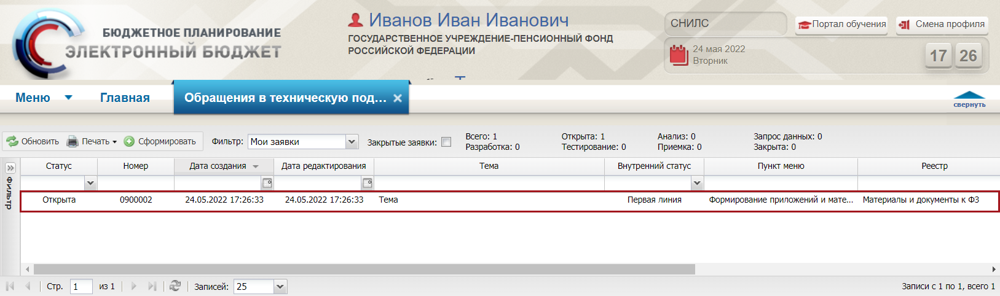 БЮДЖЕТНОЕ ПЛАНИРОВАНИЕ
ЭЛЕКТРОННЫЙ БЮДЖЕТ
Иванов Иван Иванович
ГОСУДАРСТВЕННОЕ УЧРЕЖДЕНИЕ-ПЕНСИОННЫЙ ФОНД
РОССИЙСКОЙ ФЕДЕРАЦИИ
СНИЛС
Портал обучения
Смена профиля
24 мая 2022
Вторник
17 26
Меню Главная Обращения в техническую под...
свернуть
Обновить Печать Сформировать Фильтр: Мои заявки Закрытые заявки:
Всего: 1 Открыта: 1 Анализ: 0 Запрос данных: 0
Разработка: 0 Тестирование: 0 Приемка: 0 Закрыта: 0
Фильтр
Статус Номер Дата создания Дата редактирования Тема Внутренний статус Пункт меню Реестр
Открыта 0900002 24.05.2022 17:26:33 24.05.2022 17:26:33 Тема Первая линия Формирование приложений и мате... Материалы и документы к ФЗ
Стр. 1 из 1 Записей: 25 Записи с 1 по 1, всего 1